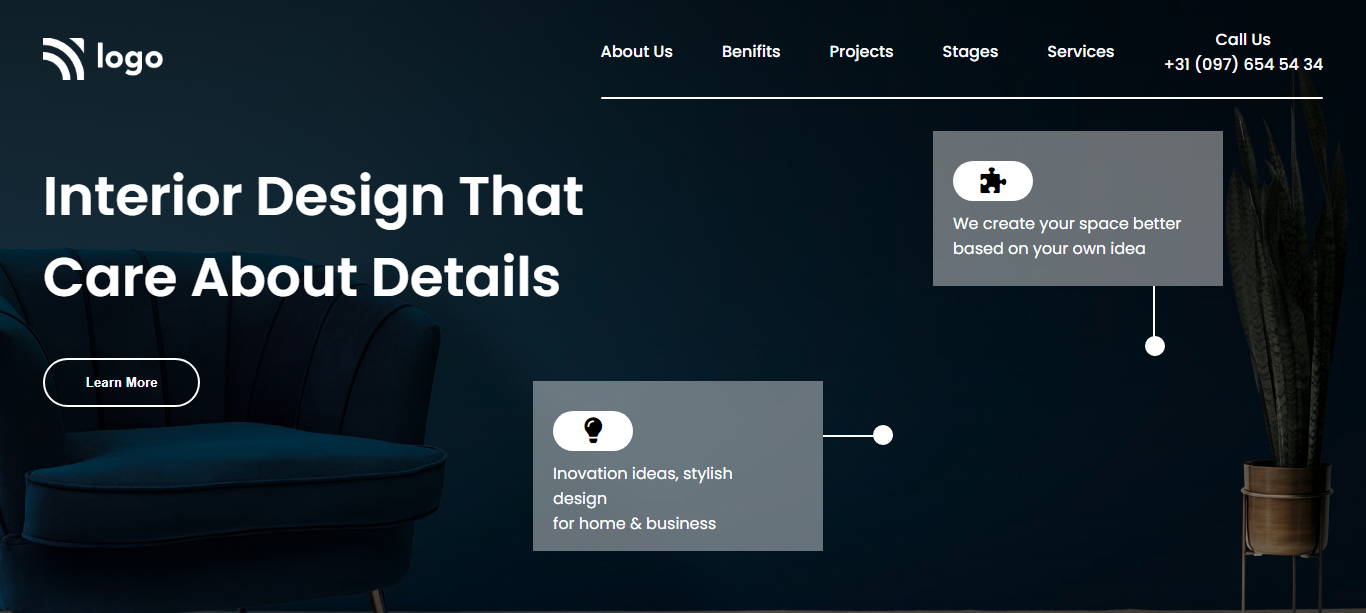 logo
About Us
Benifits
Projects
Stages
Services
Call Us
+31 (097) 654 54 34
Interior Design That
Care About Details
Learn More
We create your space better
based on your own idea
Inovation ideas, stylish
design
for home & business